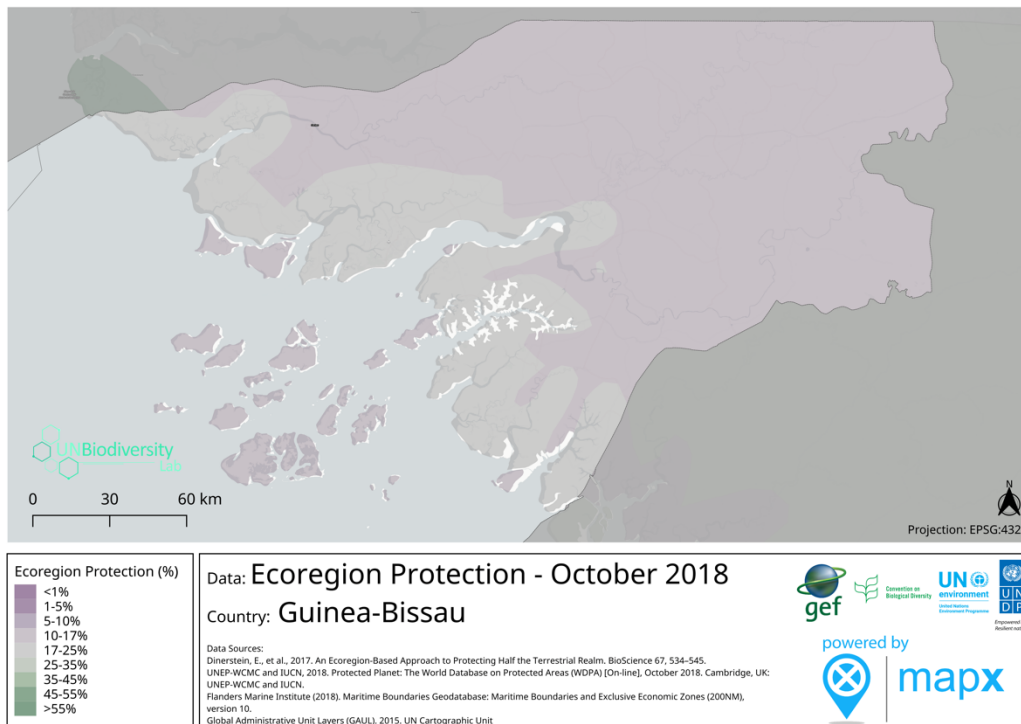 UNBiodiversity
Lab
0 30 60 km
N
Projection: EPSG:432
Ecoregion Protection (%)
<1%
1-5%
5-10%
10-17%
17-25%
25-35%
35-45%
45-55%
>55%
Data: Ecoregion Protection - October 2018
Country: Guinea-Bissau
Data Sources:
Dinerstein, E., et al., 2017. An Ecoregion-Based Approach to Protecting Half the Terrestrial Realm. BioScience 67, 534–545.
UNEP-WCMC and IUCN, 2018. Protected Planet: The World Database on Protected Areas (WDPA) [On-line], October 2018. Cambridge, UK:
UNEP-WCMC and IUCN.
Flanders Marine Institute (2018). Maritime Boundaries Geodatabase: Maritime Boundaries and Exclusive Economic Zones (200NM),
version 10.
Global Administrative Unit Layers (GAUL), 2015. UN Cartographic Unit
gef
Convention on
Biological Diversity
UN
environment
United Nations
Environment Programme
U N
D P
Empowered
Resilient nat
powered by
mapx